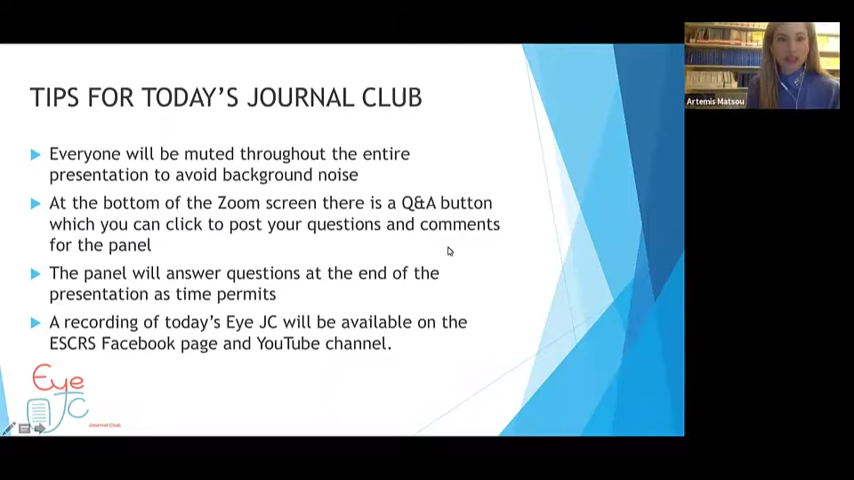 TIPS FOR TODAY'S JOURNAL CLUB
Everyone will be muted throughout the entire
presentation to avoid background noise
At the bottom of the Zoom screen there is a Q&A button
which you can click to post your questions and comments
for the panel
The panel will answer questions at the end of the
presentation as time permits
A recording of today's Eye JC will be available on the
ESCRS Facebook page and YouTube channel.
Eye
JC
Journal Club
Artemis Matsou